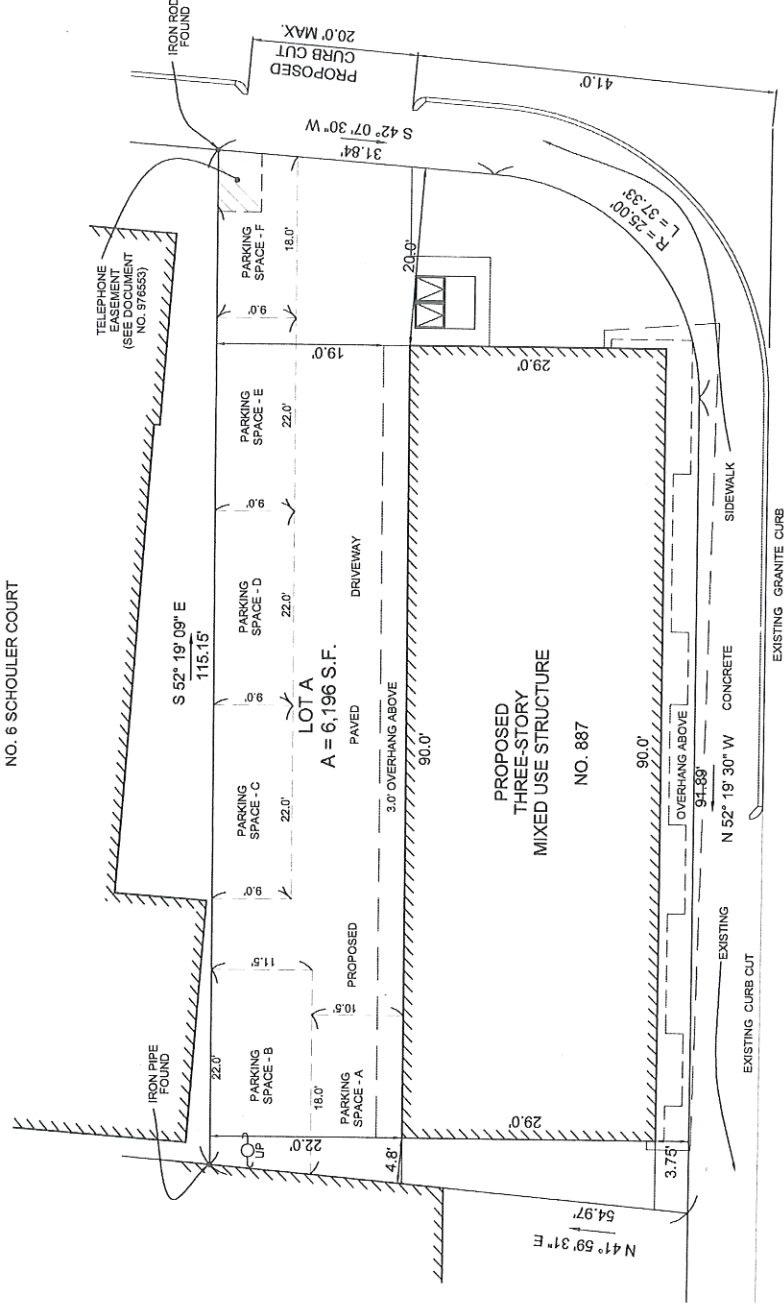 NO. 6 SCHOULER COURT
IRON ROD
FOUND
TELEPHONE
EASEMENT
(SEE DOCUMENT
NO. 976553)
PROPOSED
CURB CUT
20.0' MAX.
41.0'
S 42° 07' 30" W
31.84'
R = 25.00'
L = 37.33'
IRON PIPE
FOUND
S 52° 19' 09" E
115.15'
PARKING
SPACE - F
18.0'
9.0'
PARKING
SPACE - E
22.0'
9.0'
PARKING
SPACE - D
22.0'
9.0'
PARKING
SPACE - C
22.0'
9.0'
PARKING
SPACE - B
22.0'
11.5'
PARKING
SPACE - A
18.0'
10.5'
UP
22.0'
19.0'
20.0'
LOT A
A = 6,196 S.F.
PROPOSED PAVED DRIVEWAY
3.0' OVERHANG ABOVE
90.0'
4.8'
29.0'
29.0'
PROPOSED
THREE-STORY
MIXED USE STRUCTURE
NO. 887
90.0'
OVERHANG ABOVE
91.89'
N 52° 19' 30" W
3.75'
54.97'
N 41° 59' 31" E
EXISTING CONCRETE SIDEWALK
EXISTING CURB CUT
EXISTING GRANITE CURB